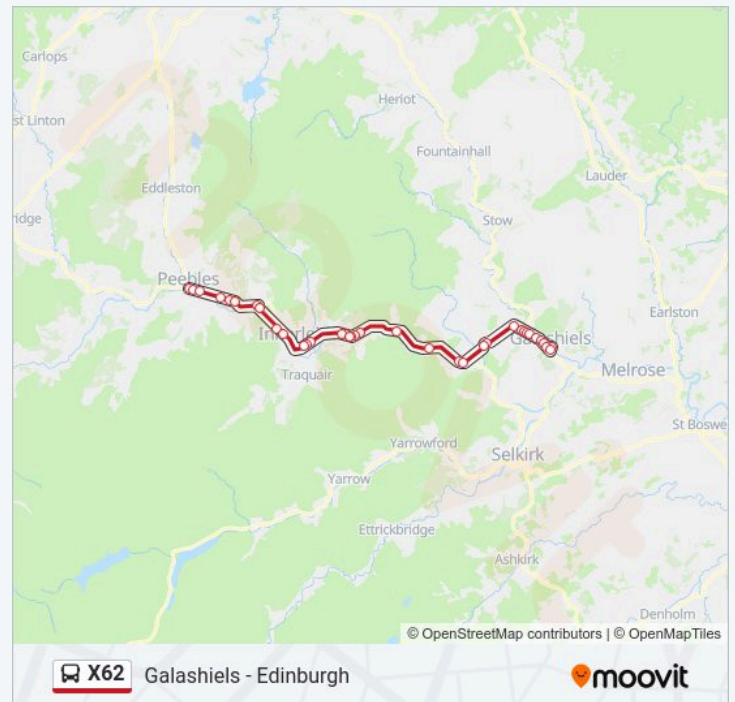 Carlops
st Linton
Heriot
Fountainhall
Lauder
Eddleston
ridge
Stow
Peebles
Earlston
Galashiels
Traquair
Melrose
St Boswe
Yarrowford
Selkirk
Yarrow
Ettrickbridge
Ashkirk
Denholm
© OpenStreetMap contributors | © OpenMapTiles
X62 Galashiels - Edinburgh moovit